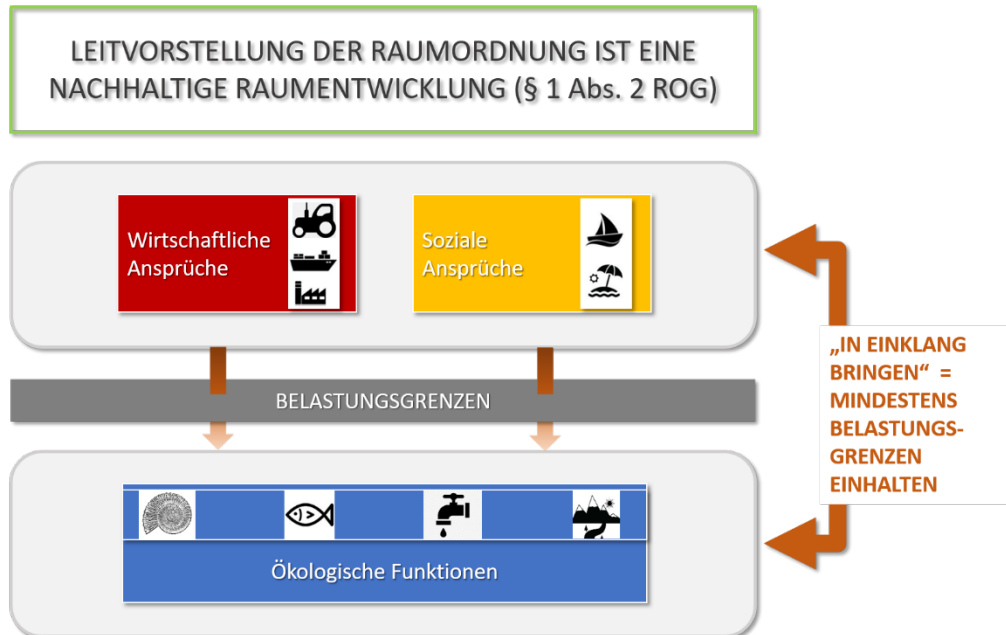 LEITVORSTELLUNG DER RAUMORDNUNG IST EINE
NACHHALTIGE RAUMENTWICKLUNG (§ 1 Abs. 2 ROG)
Wirtschaftliche
Ansprüche
Soziale
Ansprüche
BELASTUNGSGRENZEN
„IN EINKLANG
BRINGEN“ =
MINDESTENS
BELASTUNGS-
GRENZEN
EINHALTEN
Ökologische Funktionen